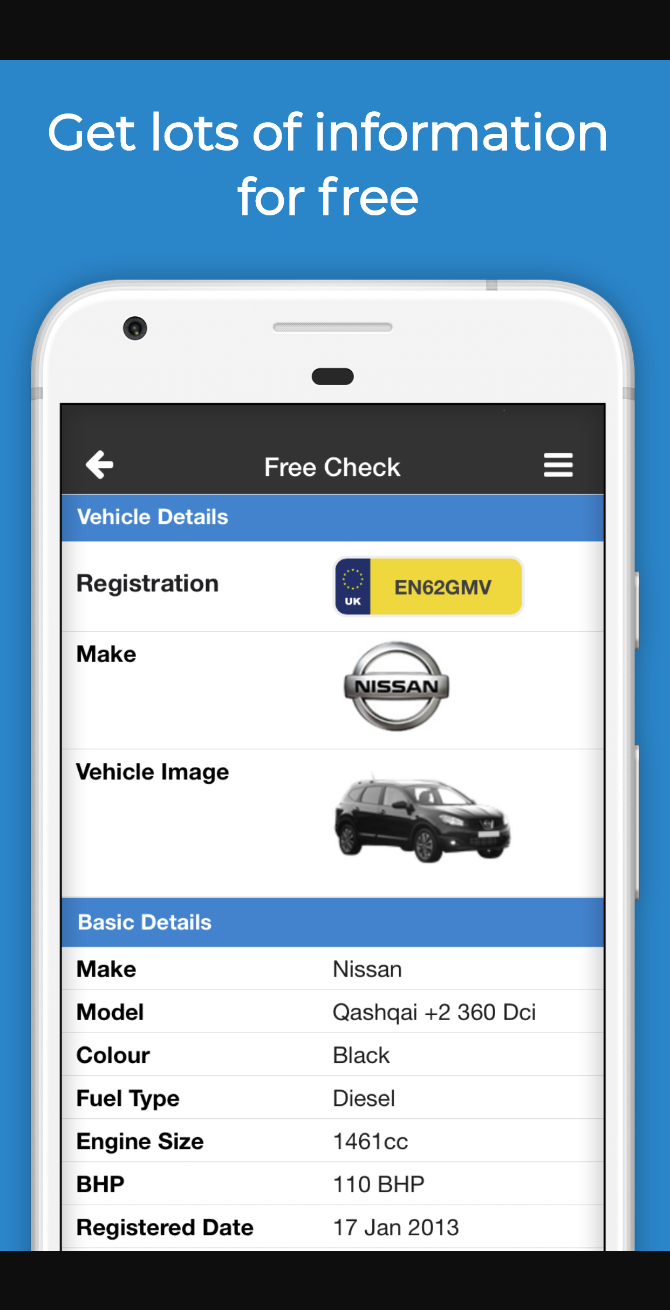 Get lots of information
for free
Free Check
Vehicle Details
Registration
UK
EN62GMV
Make
NISSAN
Vehicle Image
Basic Details
Make Nissan
Model Qashqai +2 360 Dci
Colour Black
Fuel Type Diesel
Engine Size 1461cc
BHP 110 BHP
Registered Date 17 Jan 2013